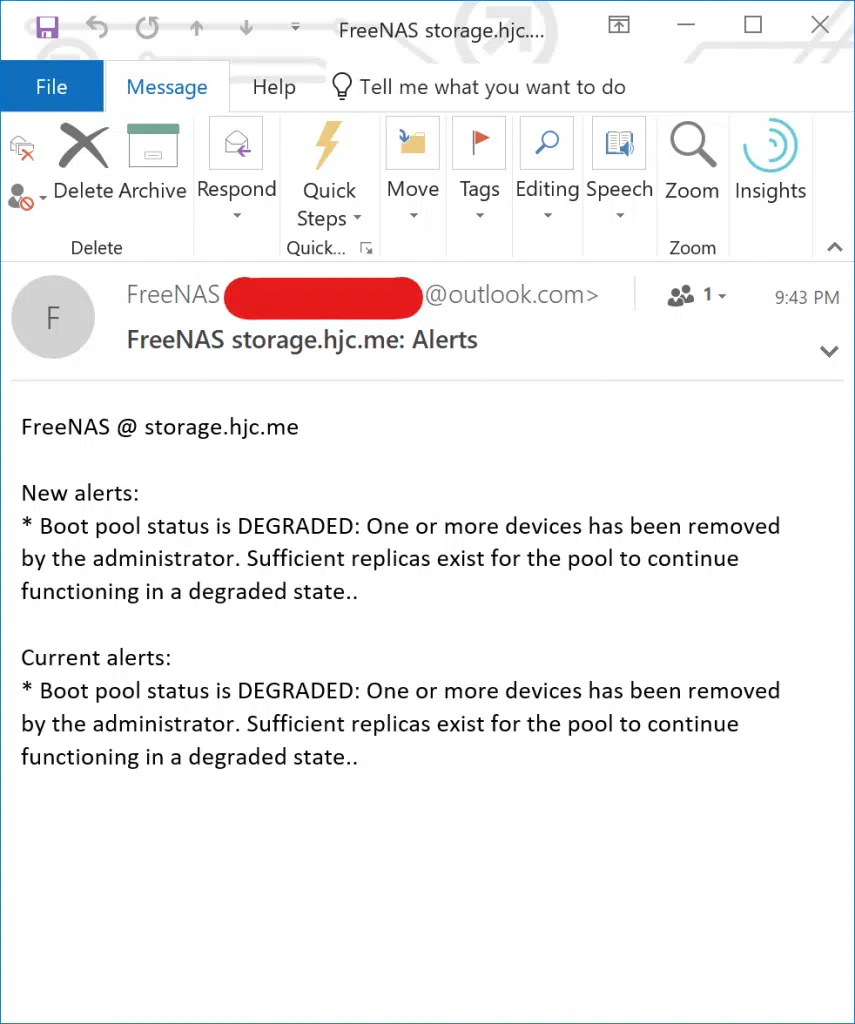 FreeNAS storage.hjc....
File Message Help Tell me what you want to do
Delete Archive Respond Quick Steps Move Tags Editing Speech Zoom Insights
Delete Quick... Zoom
F
FreeNAS @outlook.com> 1 9:43 PM
FreeNAS storage.hjc.me: Alerts
FreeNAS @ storage.hjc.me
New alerts:
* Boot pool status is DEGRADED: One or more devices has been removed
by the administrator. Sufficient replicas exist for the pool to continue
functioning in a degraded state..
Current alerts:
* Boot pool status is DEGRADED: One or more devices has been removed
by the administrator. Sufficient replicas exist for the pool to continue
functioning in a degraded state..